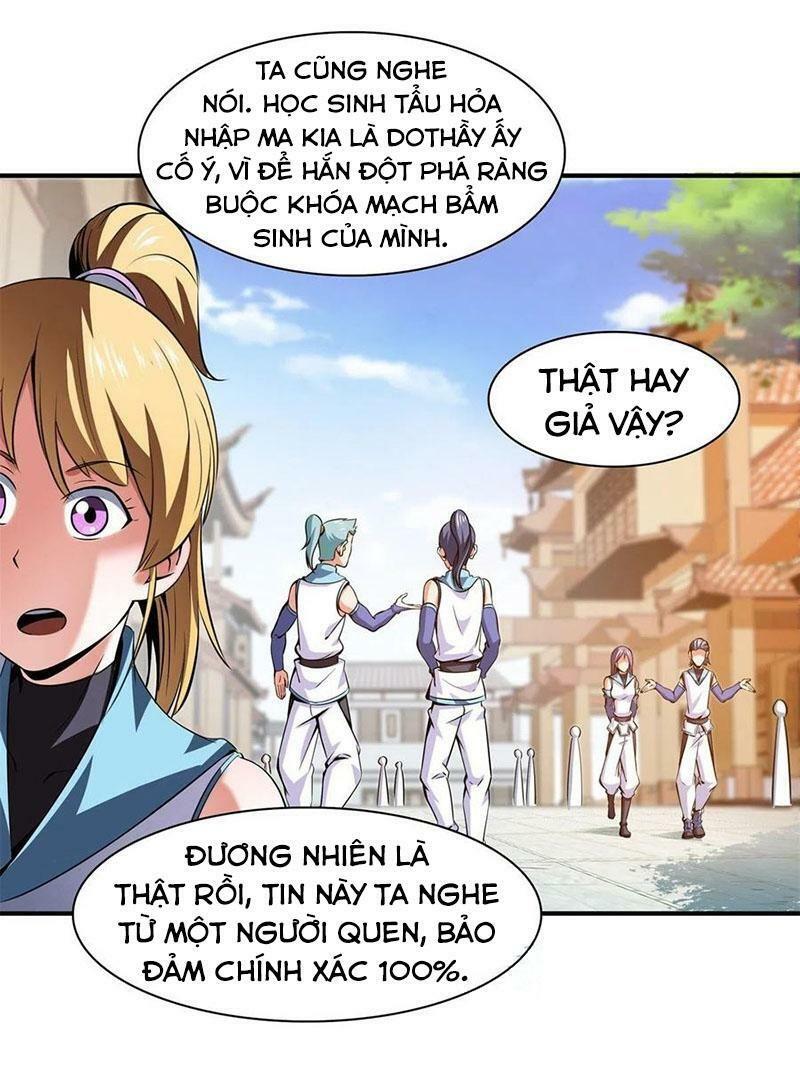 TA CŨNG NGHE
NÓI. HỌC SINH TẨU HỎA
NHẬP MA KIA LÀ DOTHẦY ẤY
CỐ Ý, VÌ ĐỂ HẮN ĐỘT PHÁ RÀNG
BUỘC KHÓA MẠCH BẨM
SINH CỦA MÌNH.
THẬT HAY
GIẢ VẬY?
ĐƯƠNG NHIÊN LÀ
THẬT RỒI, TIN NÀY TA NGHE
TỪ MỘT NGƯỜI QUEN, BẢO
ĐẢM CHÍNH XÁC 100%.